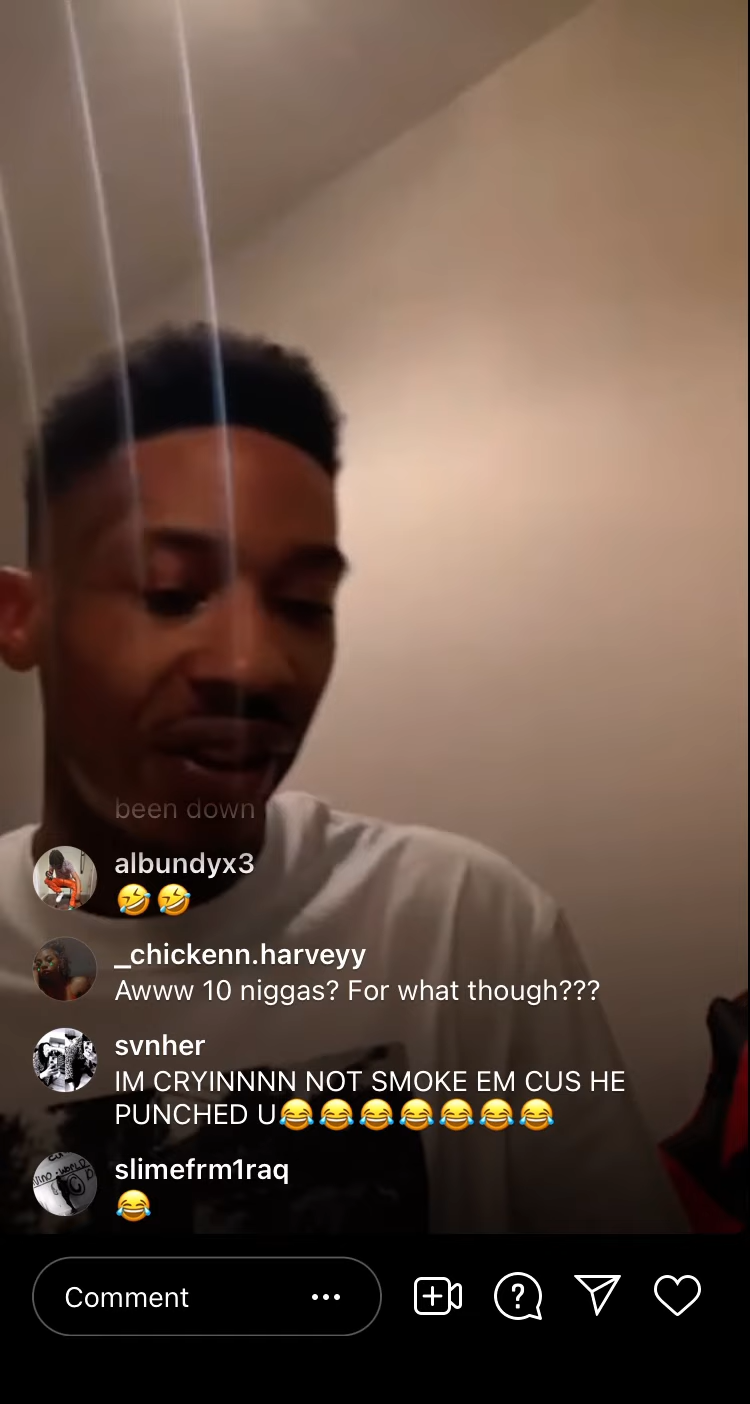 been down
albundyx3
🤣🤣
_chickenn.harveyy
Awww 10 niggas? For what though???
svnher
IM CRYINNNN NOT SMOKE EM CUS HE
PUNCHED U😂😂😂😂😂😂😂
slimefrm1raq
😂
Comment